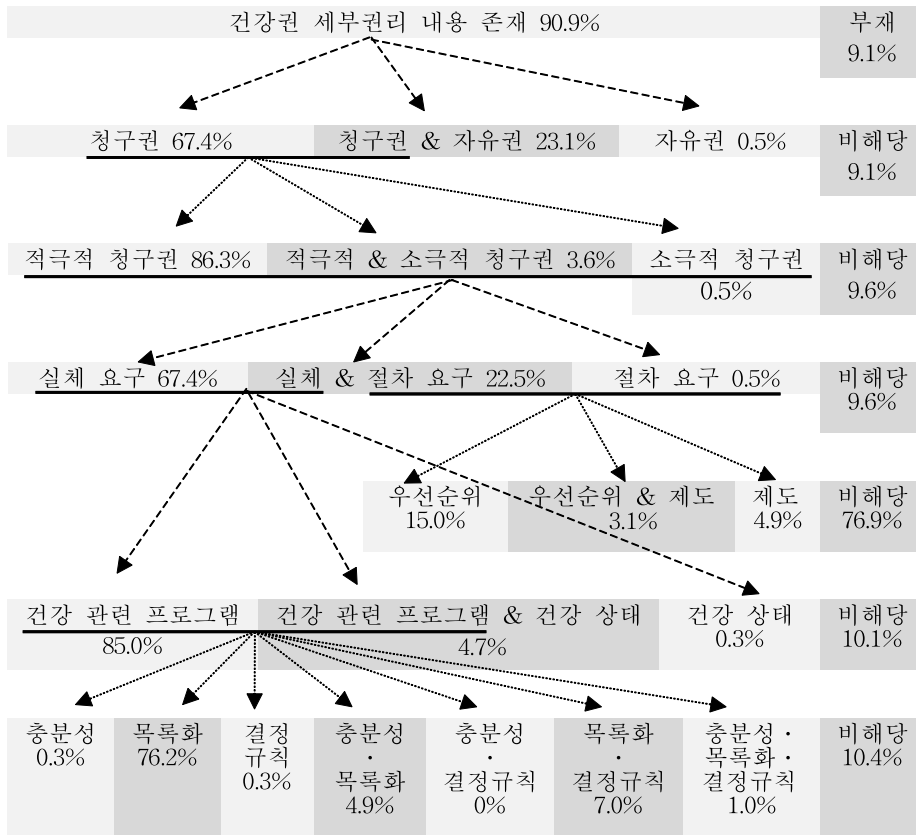 건강권 세부권리 내용 존재 90.9%
부재
9.1%
청구권 67.4%
청구권 & 자유권 23.1%
자유권 0.5%
비해당
9.1%
적극적 청구권 86.3%
적극적 & 소극적 청구권 3.6%
소극적 청구권
0.5%
비해당
9.6%
실체 요구 67.4%
실체 & 절차 요구 22.5%
절차 요구 0.5%
비해당
9.6%
우선순위
15.0%
우선순위 & 제도
3.1%
제도
4.9%
비해당
76.9%
건강 관련 프로그램
85.0%
건강 관련 프로그램 & 건강 상태
4.7%
건강 상태
0.3%
비해당
10.1%
충분성
0.3%
목록화
76.2%
결정
규칙
0.3%
충분성
·
목록화
4.9%
충분성
·
결정규칙
0%
목록화
·
결정규칙
7.0%
충분성·
목록화·
결정규칙
1.0%
비해당
10.4%